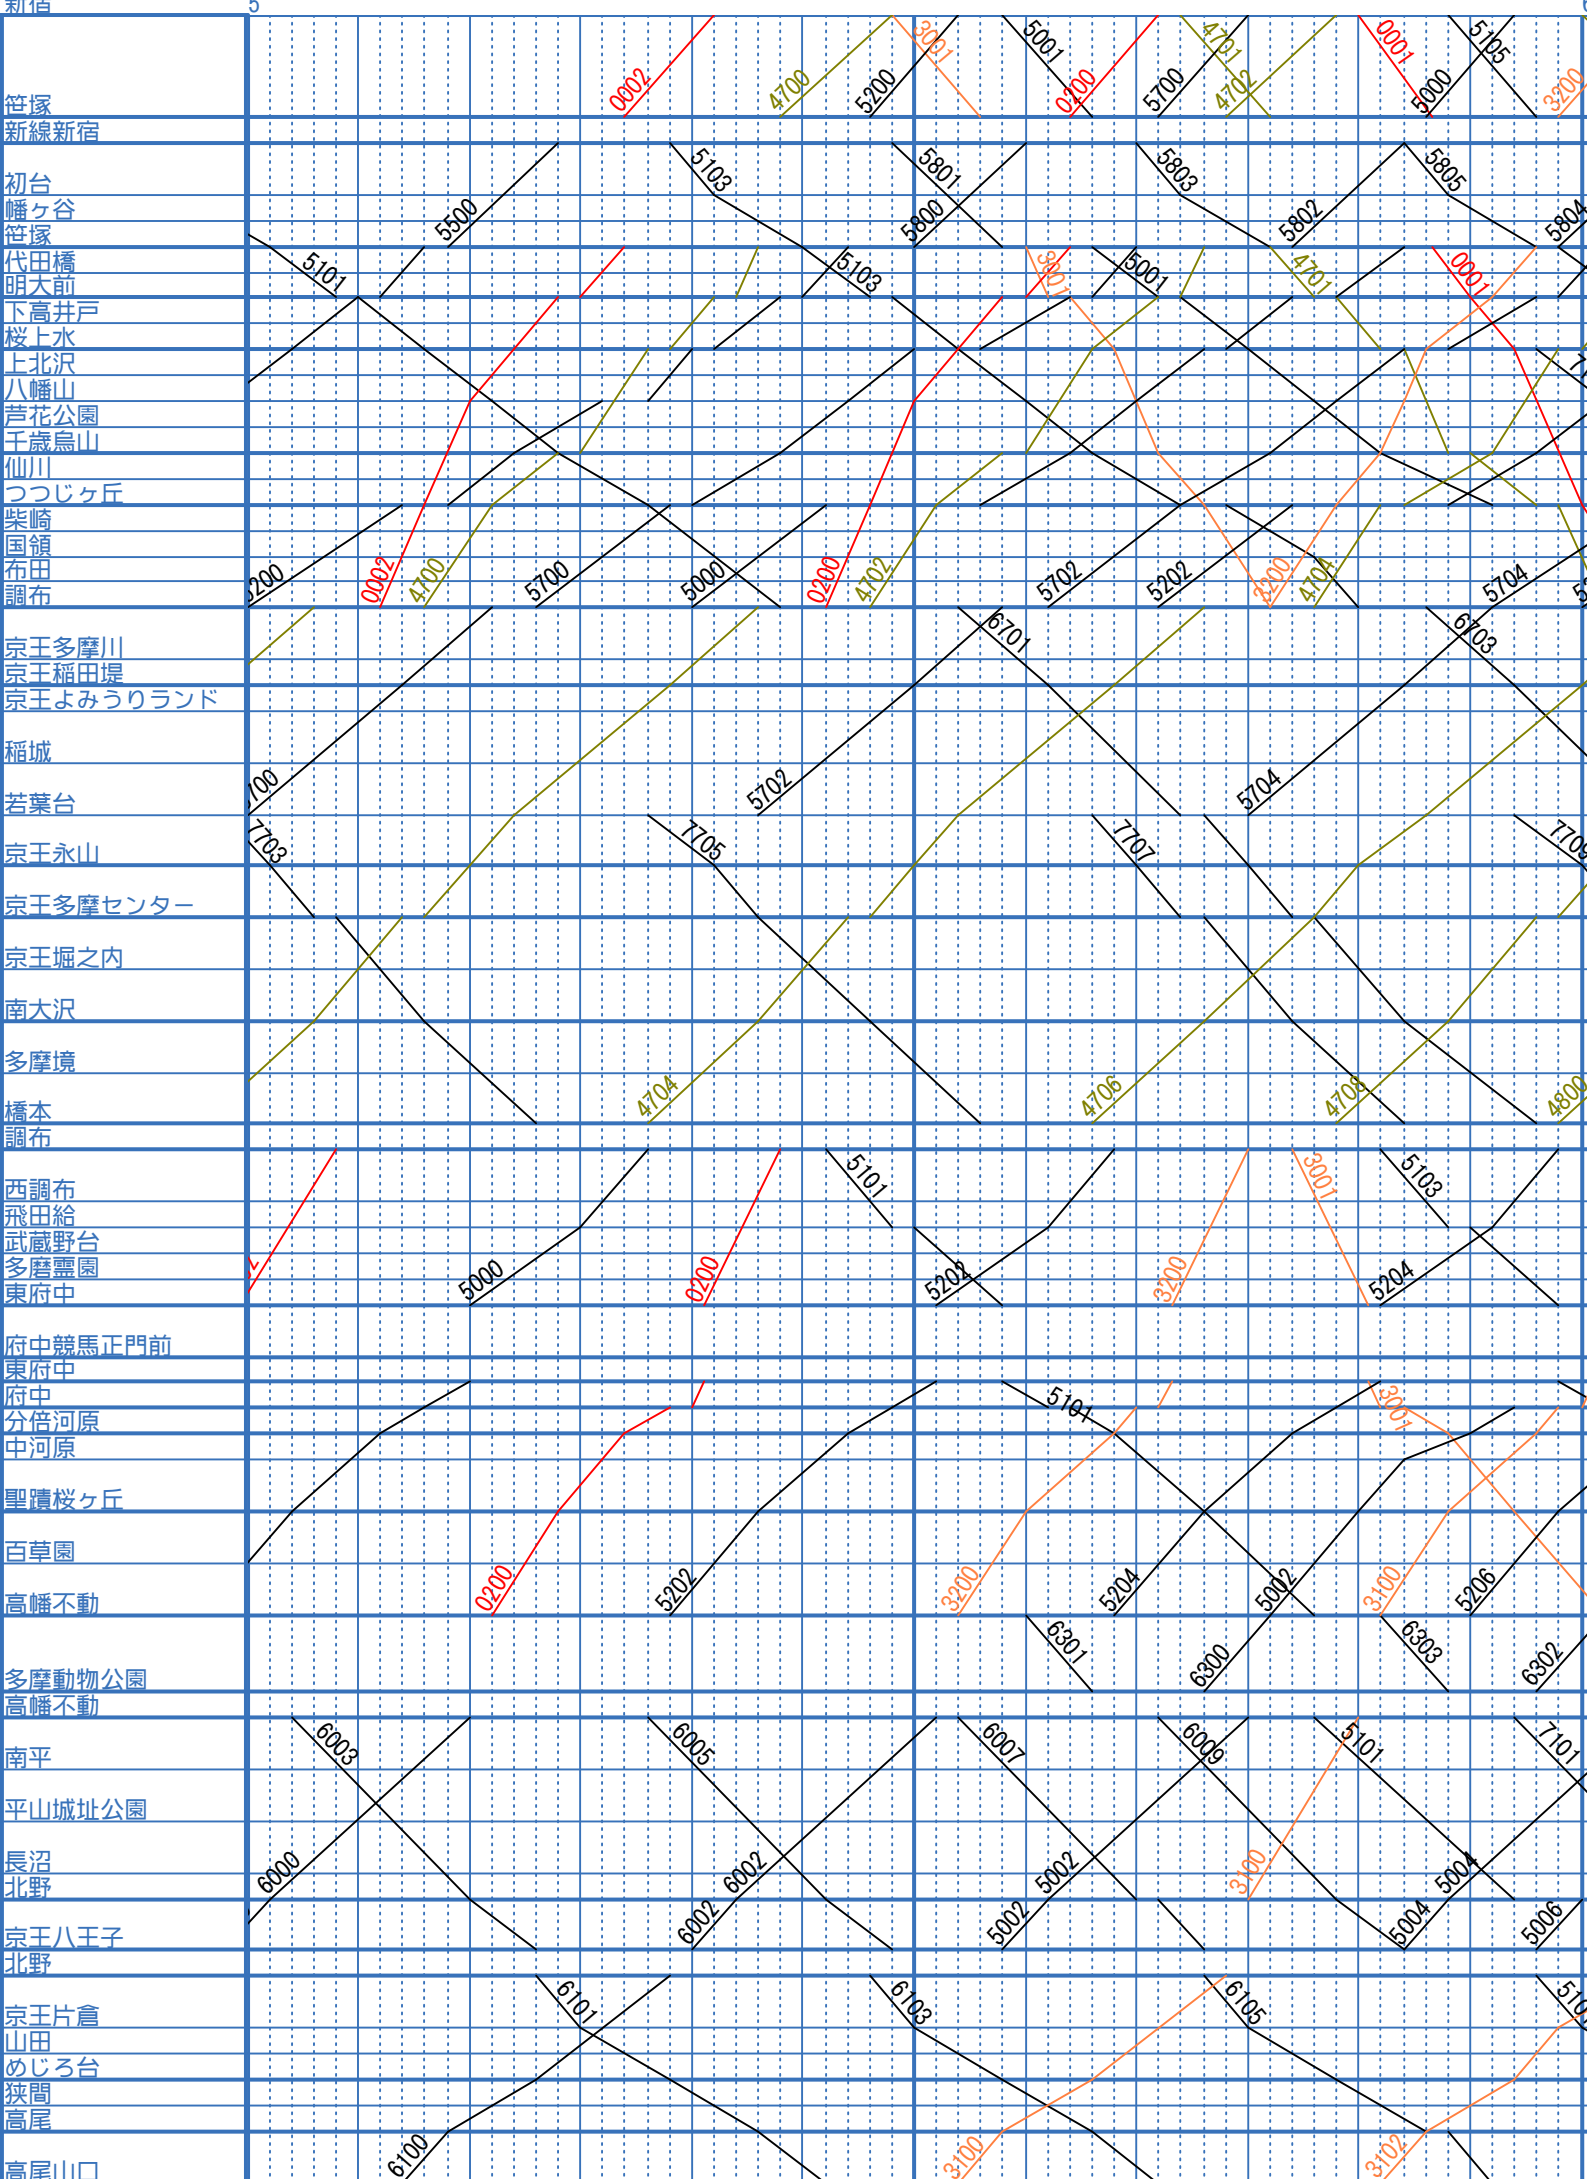 新宿 5
3001 5001 4701 0001 5105
0002 4700 5200 0200 5700 4702 5000 3200
笹塚
新線新宿
5103 5801 5803 5805
初台
幡ヶ谷
5500 5800 5802 5804
笹塚
代田橋
5101 5103 3001 5001 4701 0001
明大前
下高井戸
桜上水
上北沢
八幡山
芦花公園
千歳烏山
仙川
つつじヶ丘
柴崎
国領
布田
200 0002 4700 5700 5000 0200 4702 5702 5202 3200 4704 5704
調布
6701 6703
京王多摩川
京王稲田堤
京王よみうりランド
稲城
700 5702 5704
若葉台
7703 7705 7707 7709
京王永山
京王多摩センター
京王堀之内
南大沢
多摩境
4704 4706 4708 4800
橋本
調布
5101 3001 5103
西調布
飛田給
武蔵野台
多磨霊園
5000 0200 5202 3200 5204
東府中
府中競馬正門前
東府中
府中
5101 3001
分倍河原
中河原
聖蹟桜ヶ丘
百草園
0200 5202 3200 5204 5002 3100 5206
高幡不動
6301 6300 6303 6302
多摩動物公園
高幡不動
6003 6005 6007 6009 5101 7101
南平
平山城址公園
長沼
6000 6002 5002 3100 5004
北野
6002 5002 5004 5006
京王八王子
北野
6101 6103 6105
京王片倉
山田
めじろ台
狭間
高尾
6100 3100 3102
高尾山口